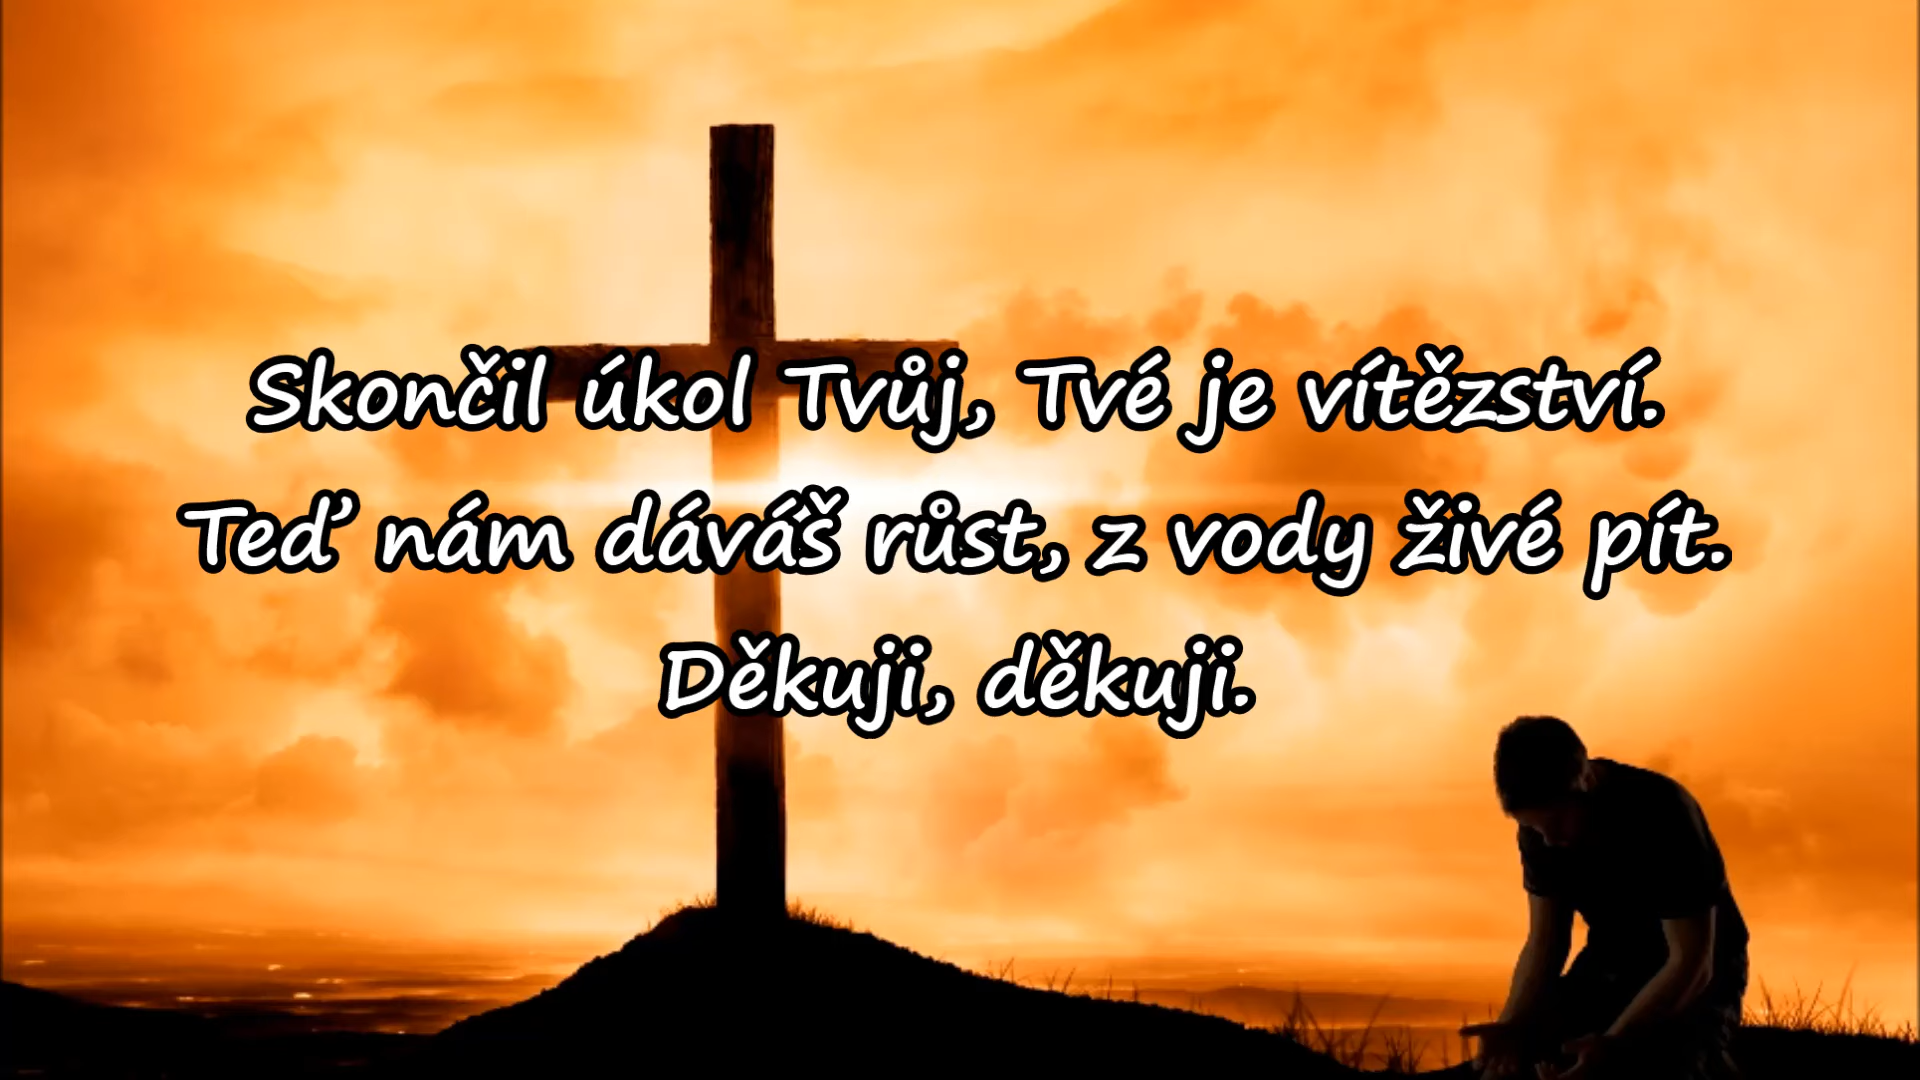 Skončil úkol Tvůj, Tvé je vítězství.
Teď nám dáváš růst, z vody živé pít.
Děkuji, děkuji.